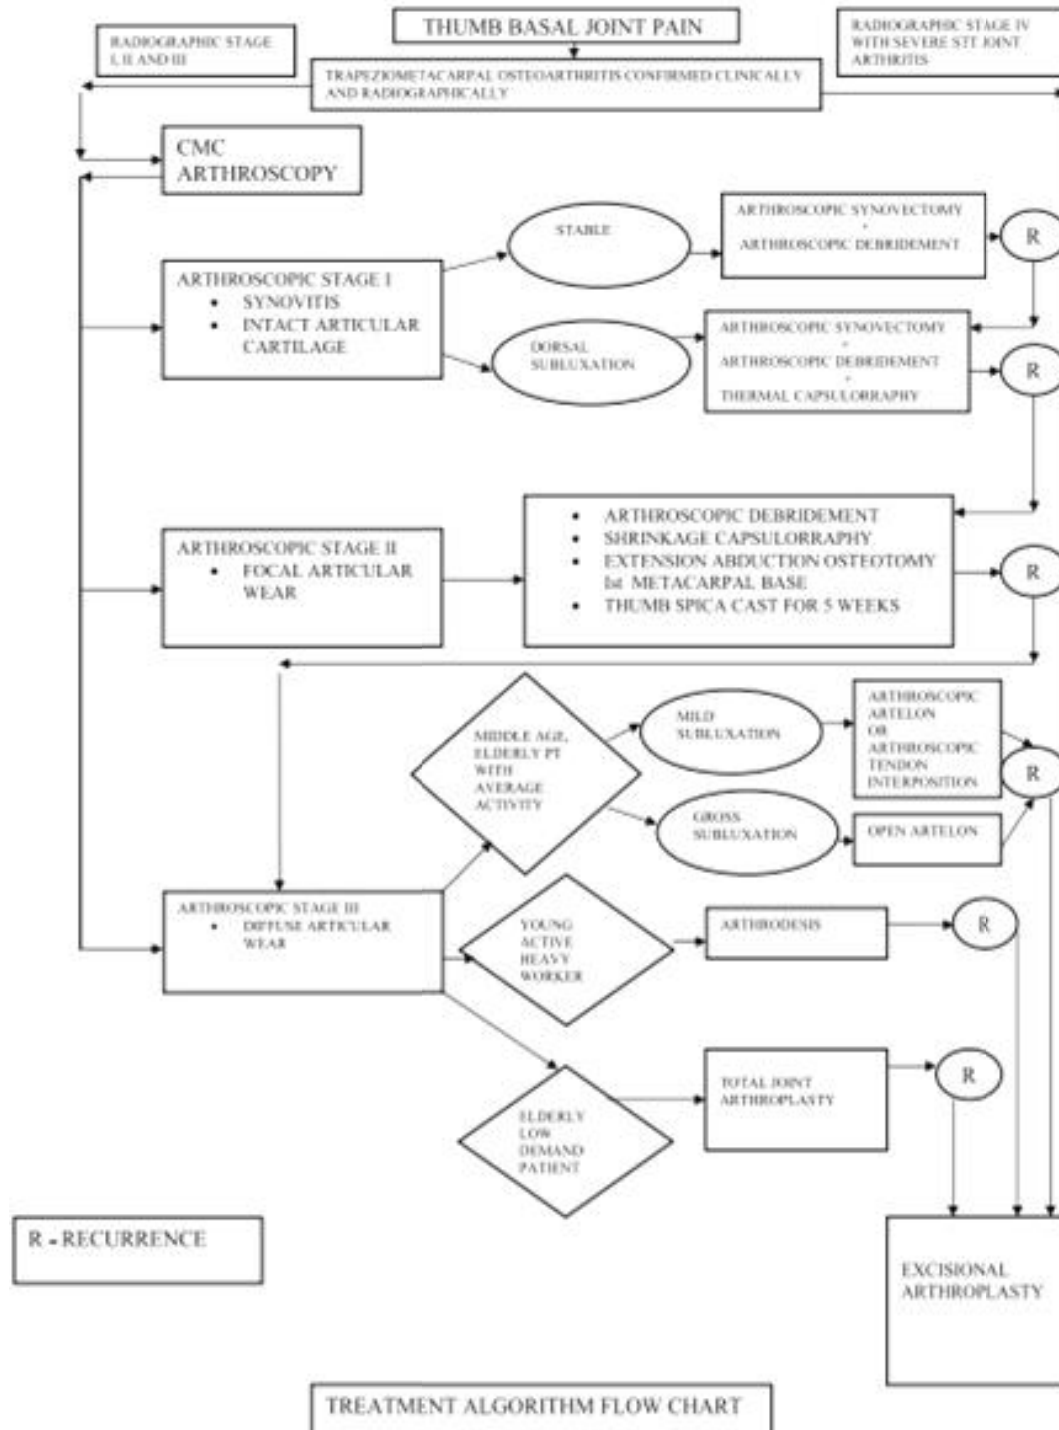 THUMB BASAL JOINT PAIN
RADIOGRAPHIC STAGE
I, II AND III
RADIOGRAPHIC STAGE IV
WITH SEVERE STT JOINT
ARTHRITIS
TRAPEZIOMETACARPAL OSTEOARTHRITIS CONFIRMED CLINICALLY
AND RADIOGRAPHICALLY
CMC
ARTHROSCOPY
ARTHROSCOPIC STAGE I
• SYNOVITIS
• INTACT ARTICULAR
CARTILAGE
STABLE
ARTHROSCOPIC SYNOVECTOMY
+
ARTHROSCOPIC DEBRIDEMENT
R
DORSAL
SUBLUXATION
ARTHROSCOPIC SYNOVECTOMY
+
ARTHROSCOPIC DEBRIDEMENT
+
THERMAL CAPSULORRAPHY
R
ARTHROSCOPIC STAGE II
• FOCAL ARTICULAR
WEAR
• ARTHROSCOPIC DEBRIDEMENT
• SHRINKAGE CAPSULORRAPHY
• EXTENSION ABDUCTION OSTEOTOMY
Ist METACARPAL BASE
• THUMB SPICA CAST FOR 5 WEEKS
R
MIDDLE AGE,
ELDERLY PT
WITH
AVERAGE
ACTIVITY
MILD
SUBLUXATION
ARTHROSCOPIC
ARTELON
OR
ARTHROSCOPIC
TENDON
INTERPOSITION
R
GROSS
SUBLUXATION
OPEN ARTELON
ARTHROSCOPIC STAGE III
• DIFFUSE ARTICULAR
WEAR
YOUNG
ACTIVE
HEAVY
WORKER
ARTHRODESIS
R
ELDERLY
LOW
DEMAND
PATIENT
TOTAL JOINT
ARTHROPLASTY
R
R - RECURRENCE
EXCISIONAL
ARTHROPLASTY
TREATMENT ALGORITHM FLOW CHART